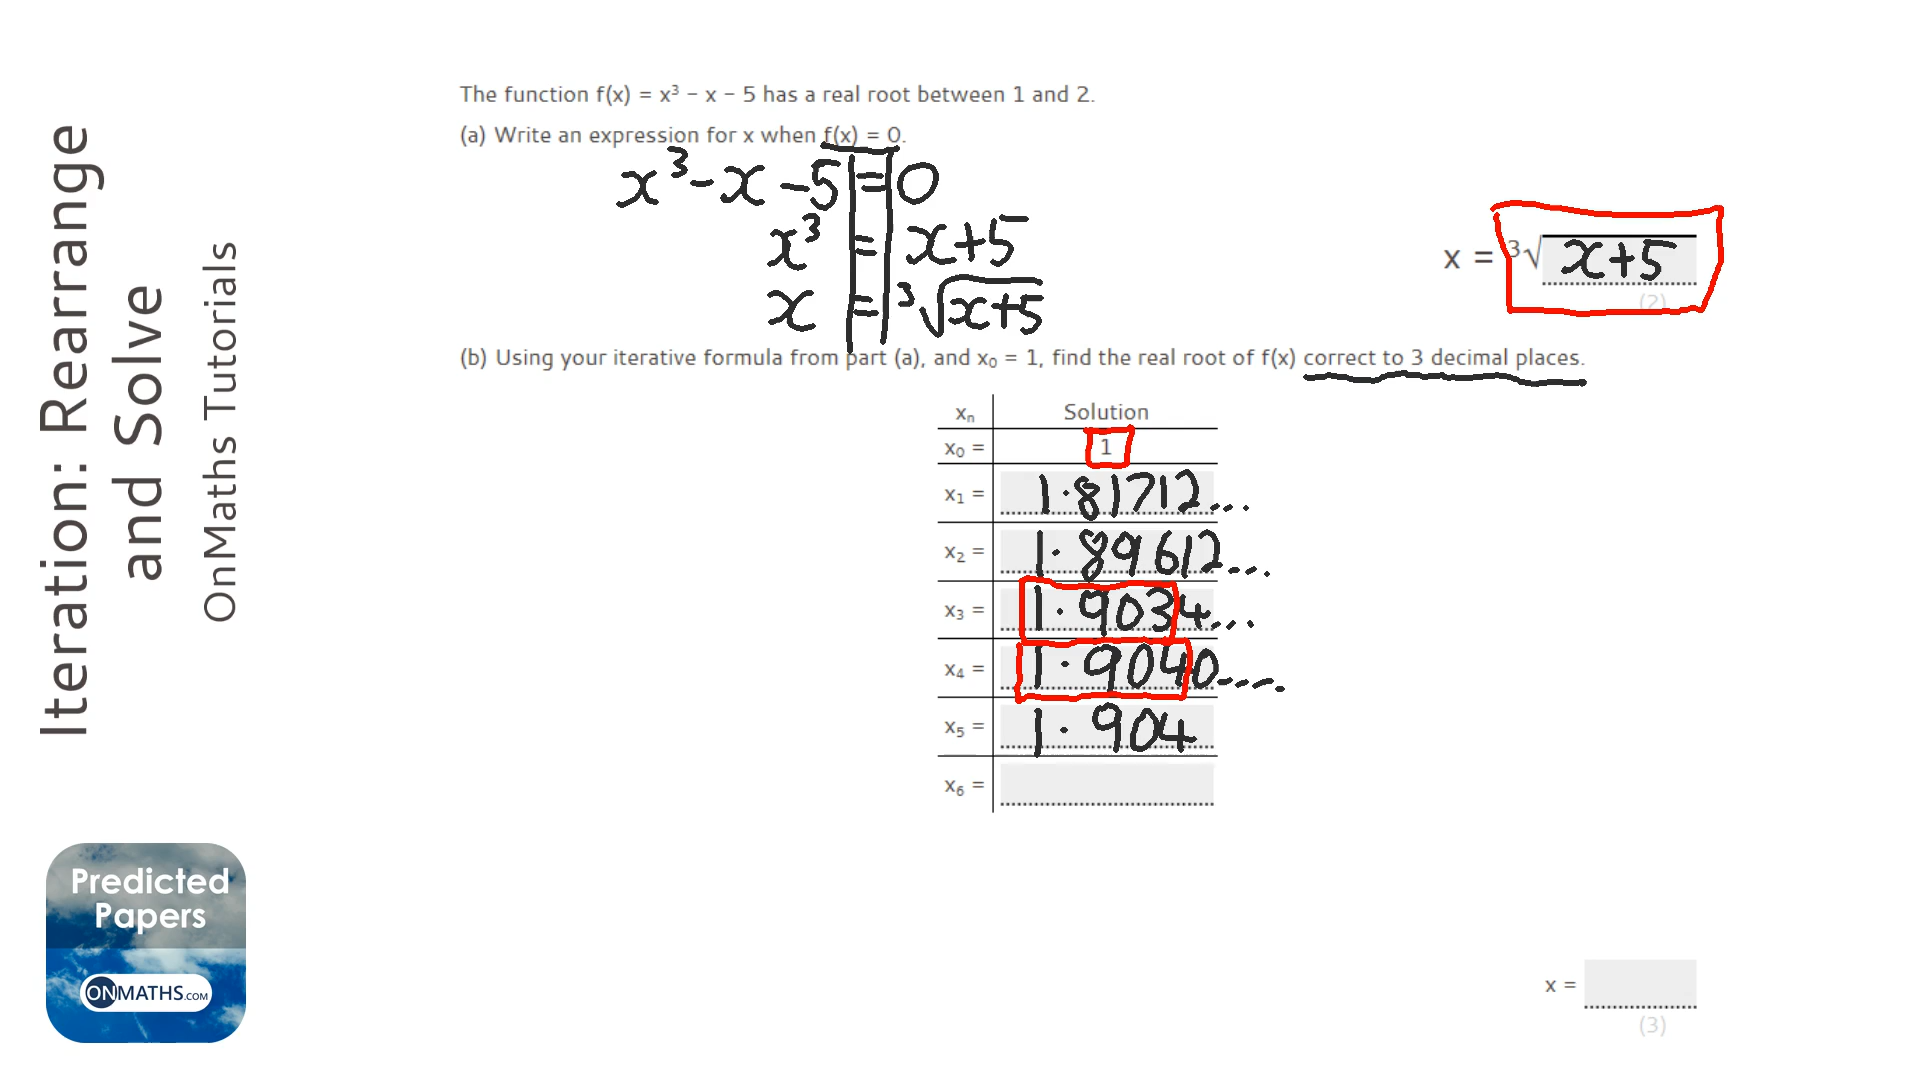 Iteration: Rearrange
and Solve
OnMaths Tutorials
The function f(x) = x³ − x − 5 has a real root between 1 and 2.
(a) Write an expression for x when f(x) = 0.
x³ - x - 5 = 0
x³ = x+5
x = ³√x+5
x = ³√x+5
(2)
(b) Using your iterative formula from part (a), and x₀ = 1, find the real root of f(x) correct to 3 decimal places.
xₙ Solution
x₀ = 1
x₁ = 1.81712...
x₂ = 1.89612...
x₃ = 1.9034...
x₄ = 1.9040....
x₅ = 1.904
x₆ =
x =
(3)
Predicted
Papers
ONMATHS.COM